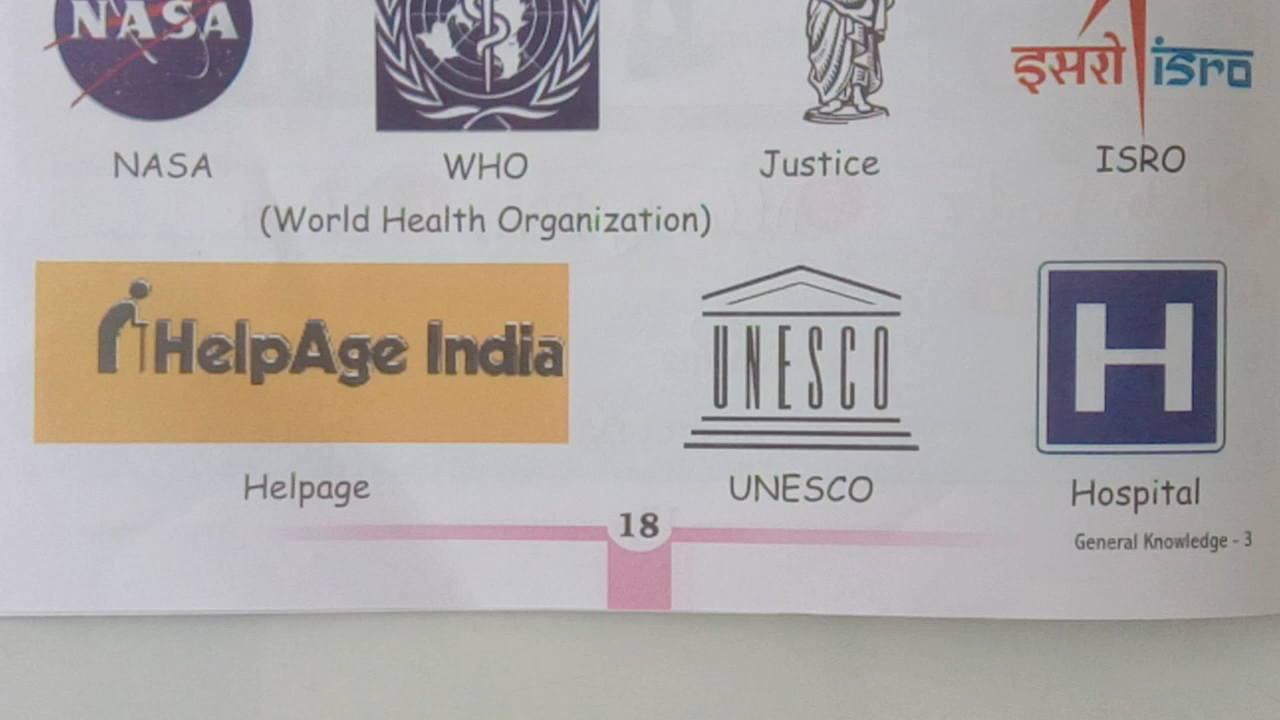 NASA
इसरो isro
NASA
WHO
Justice
ISRO
(World Health Organization)
HelpAge India
UNESCO
H
Helpage
UNESCO
Hospital
18
General Knowledge - 3